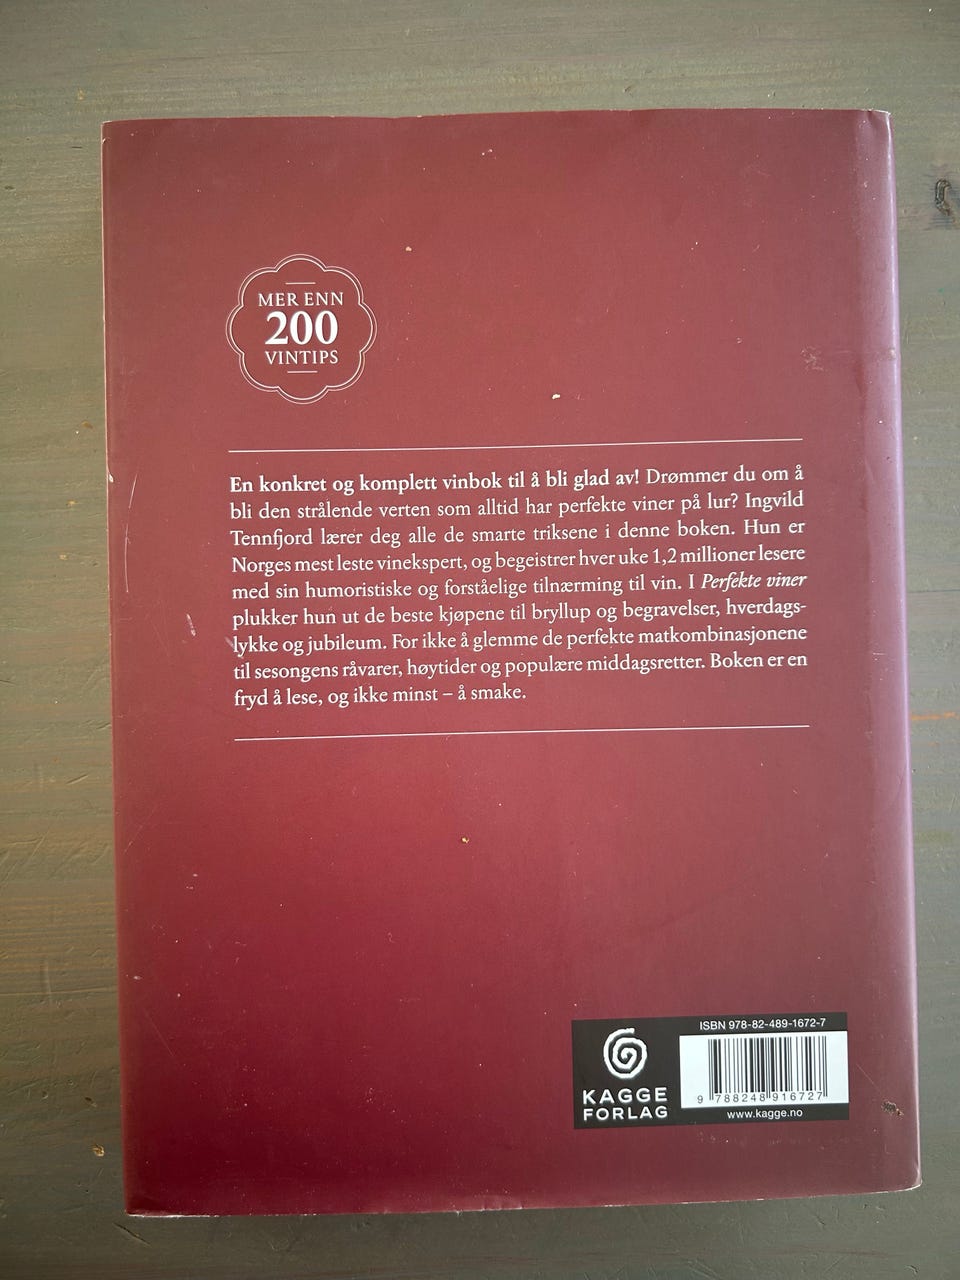 MER ENN
200
VINTIPS
En konkret og komplett vinbok til å bli glad av! Drømmer du om å
bli den strålende verten som alltid har perfekte viner på lur? Ingvild
Tennfjord lærer deg alle de smarte triksene i denne boken. Hun er
Norges mest leste vinekspert, og begeistrer hver uke 1,2 millioner lesere
med sin humoristiske og forståelige tilnærming til vin. I Perfekte viner
plukker hun ut de beste kjøpene til bryllup og begravelser, hverdags-
lykke og jubileum. For ikke å glemme de perfekte matkombinasjonene
til sesongens råvarer, høytider og populære middagsretter. Boken er en
fryd å lese, og ikke minst – å smake.
ISBN 978-82-489-1672-7
KAGGE
FORLAG
9 788248 916727
www.kagge.no